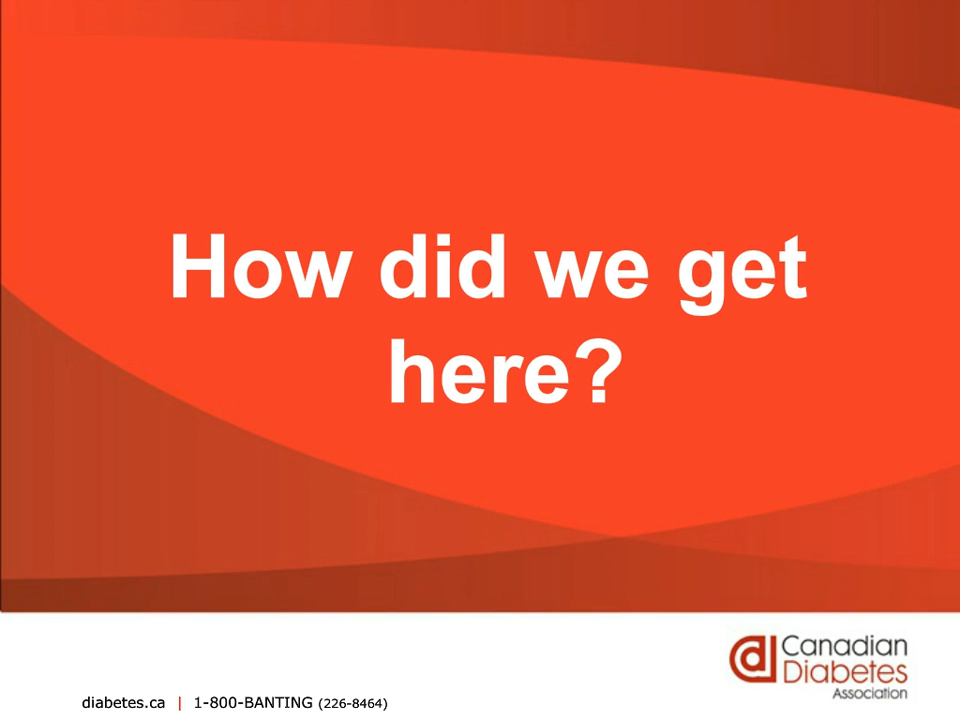 How did we get
here?
Canadian
Diabetes
Association
diabetes.ca | 1-800-BANTING (226-8464)